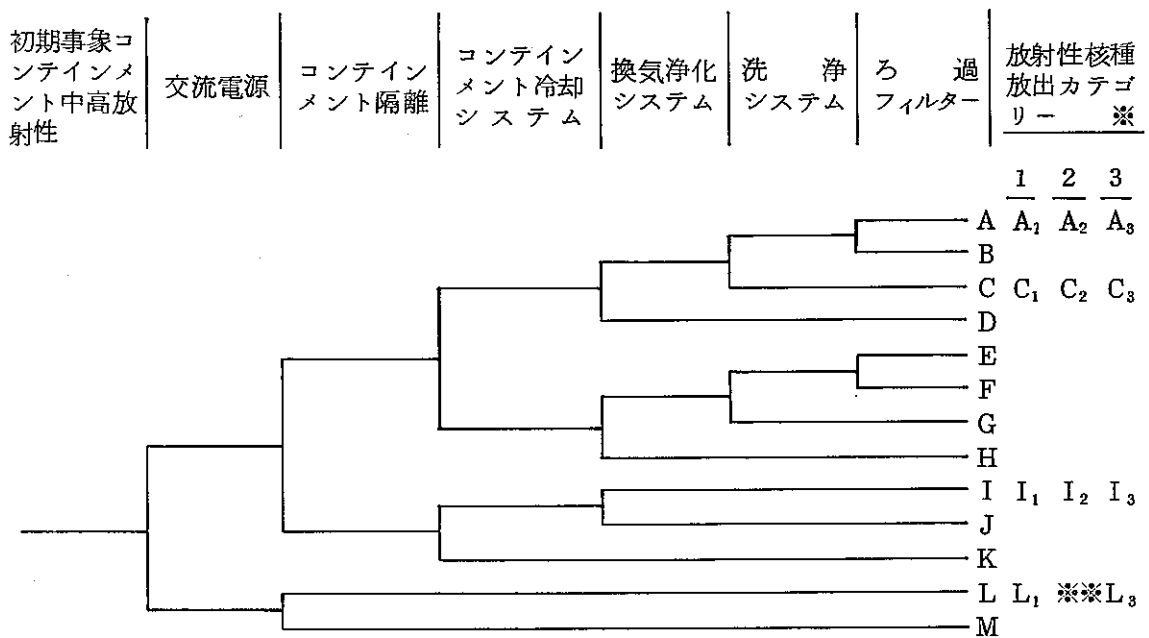 初期事象コ
ンテインメ
ント中高放
射性
交流電源
コンテイン
メント隔離
コンテイン
メント冷却
システム
換気浄化
システム
洗浄
システム
ろ過
フィルター
放射性核種
放出カテゴ
リー ※
1 2 3
A A₁ A₂ A₃
B
C C₁ C₂ C₃
D
E
F
G
H
I I₁ I₂ I₃
J
K
L L₁ ※※L₃
M